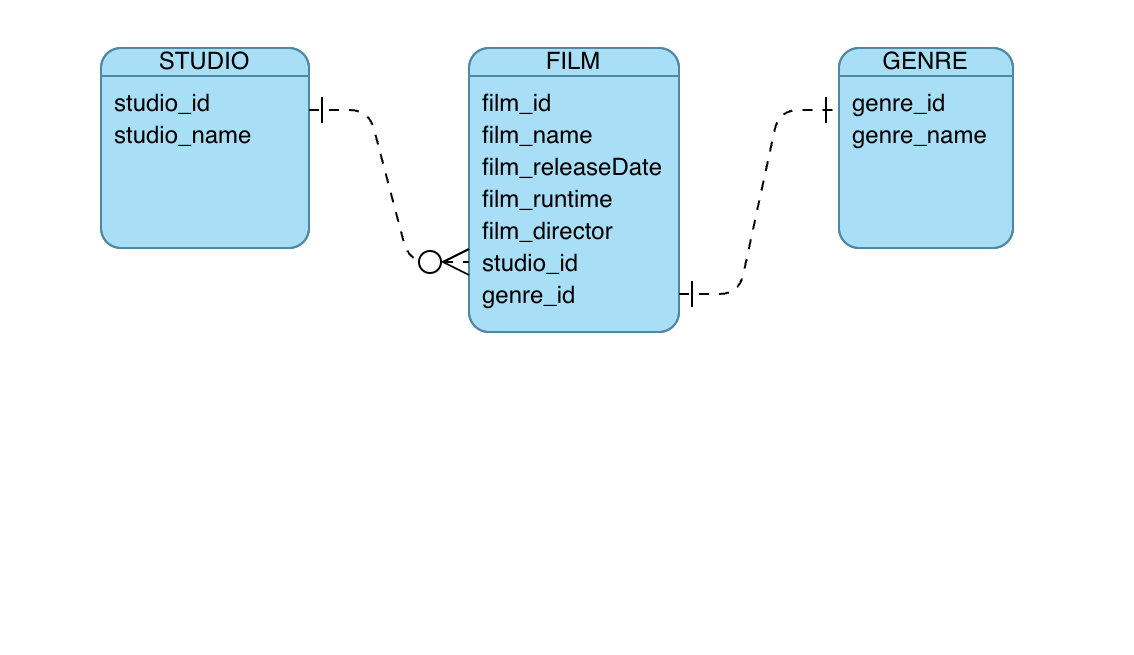 STUDIO
studio_id
studio_name
FILM
film_id
film_name
film_releaseDate
film_runtime
film_director
studio_id
genre_id
GENRE
genre_id
genre_name